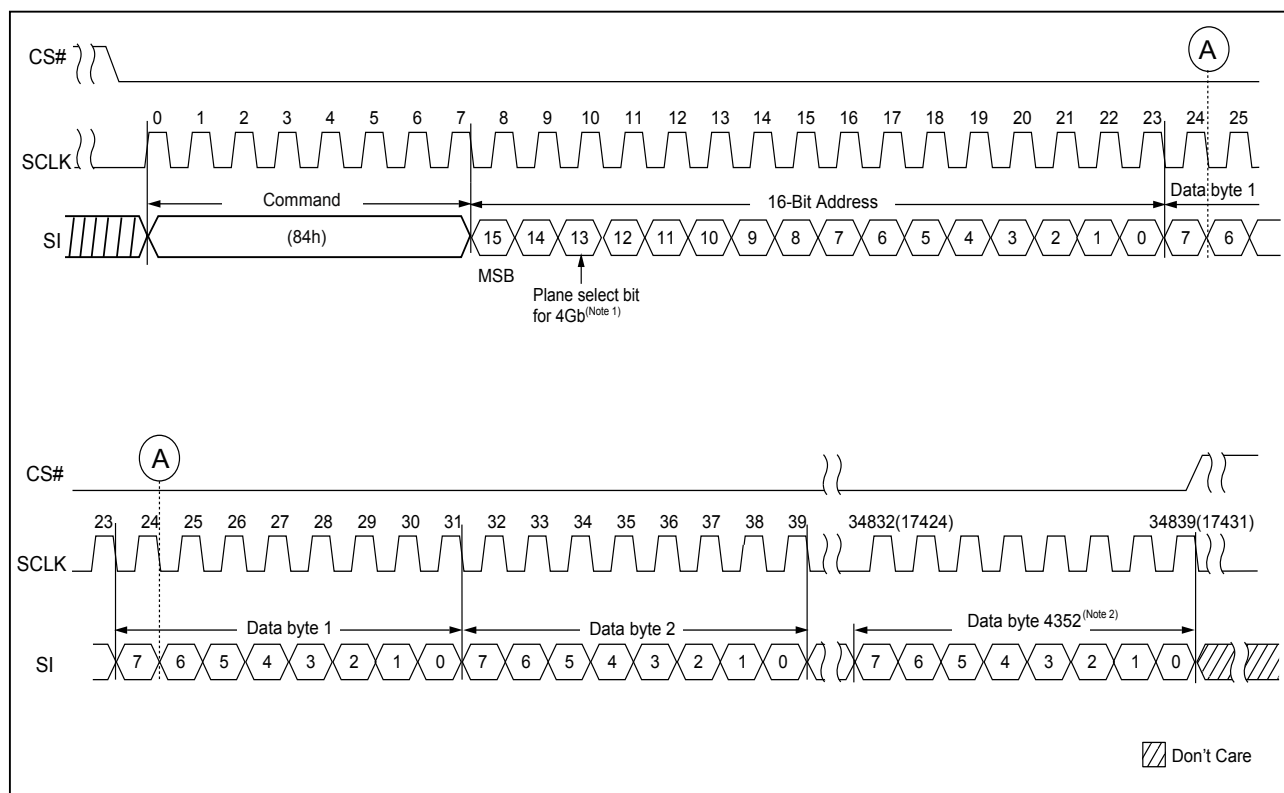 CS#
A
0 1 2 3 4 5 6 7 8 9 10 11 12 13 14 15 16 17 18 19 20 21 22 23 24 25
SCLK
Command 16-Bit Address Data byte 1
SI (84h) 15 14 13 12 11 10 9 8 7 6 5 4 3 2 1 0 7 6
MSB
Plane select bit
for 4Gb(Note 1)
A
CS#
23 24 25 26 27 28 29 30 31 32 33 34 35 36 37 38 39 34832(17424) 34839(17431)
SCLK
Data byte 1 Data byte 2 Data byte 4352(Note 2)
SI 7 6 5 4 3 2 1 0 7 6 5 4 3 2 1 0 7 6 5 4 3 2 1 0
Don't Care